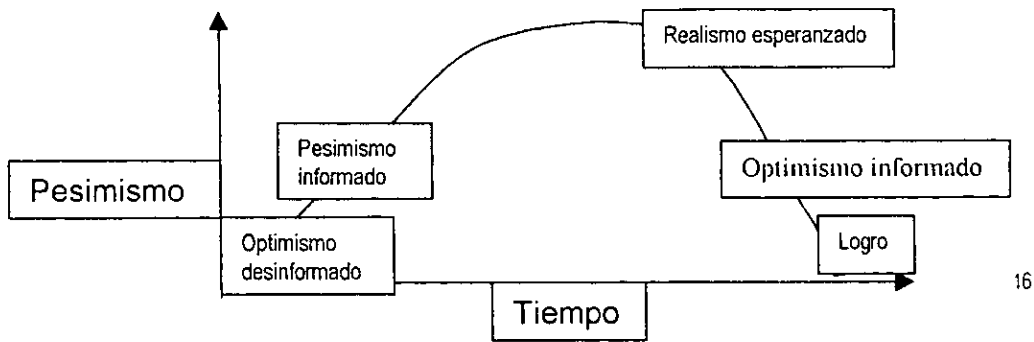 Realismo esperanzado
Pesimismo
informado
Optimismo informado
Pesimismo
Optimismo
desinformado
Logro
16
Tiempo